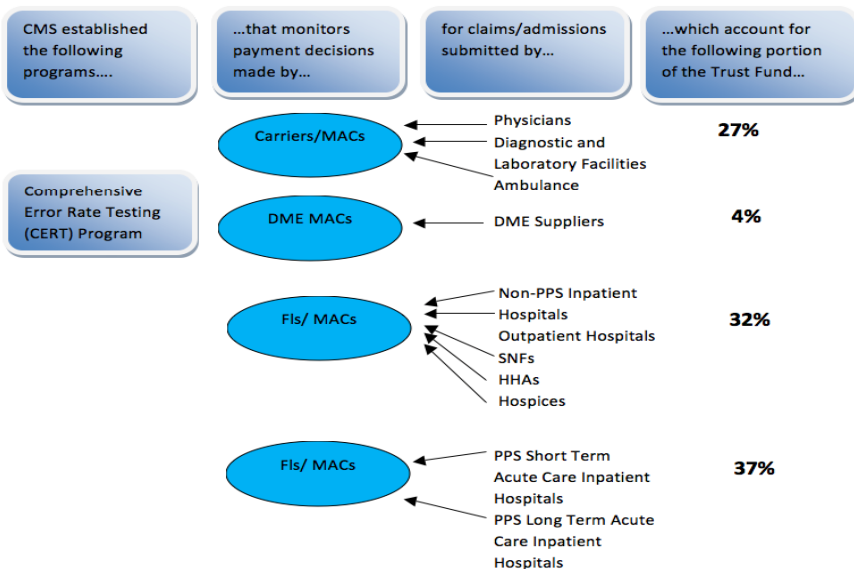 CMS established
the following
programs….
…that monitors
payment decisions
made by…
for claims/admissions
submitted by…
…which account for
the following portion
of the Trust Fund…
Comprehensive
Error Rate Testing
(CERT) Program
Carriers/MACs
Physicians
Diagnostic and
Laboratory Facilities
Ambulance
27%
DME MACs
DME Suppliers
4%
FIs/ MACs
Non-PPS Inpatient
Hospitals
Outpatient Hospitals
SNFs
HHAs
Hospices
32%
FIs/ MACs
PPS Short Term
Acute Care Inpatient
Hospitals
PPS Long Term Acute
Care Inpatient
Hospitals
37%